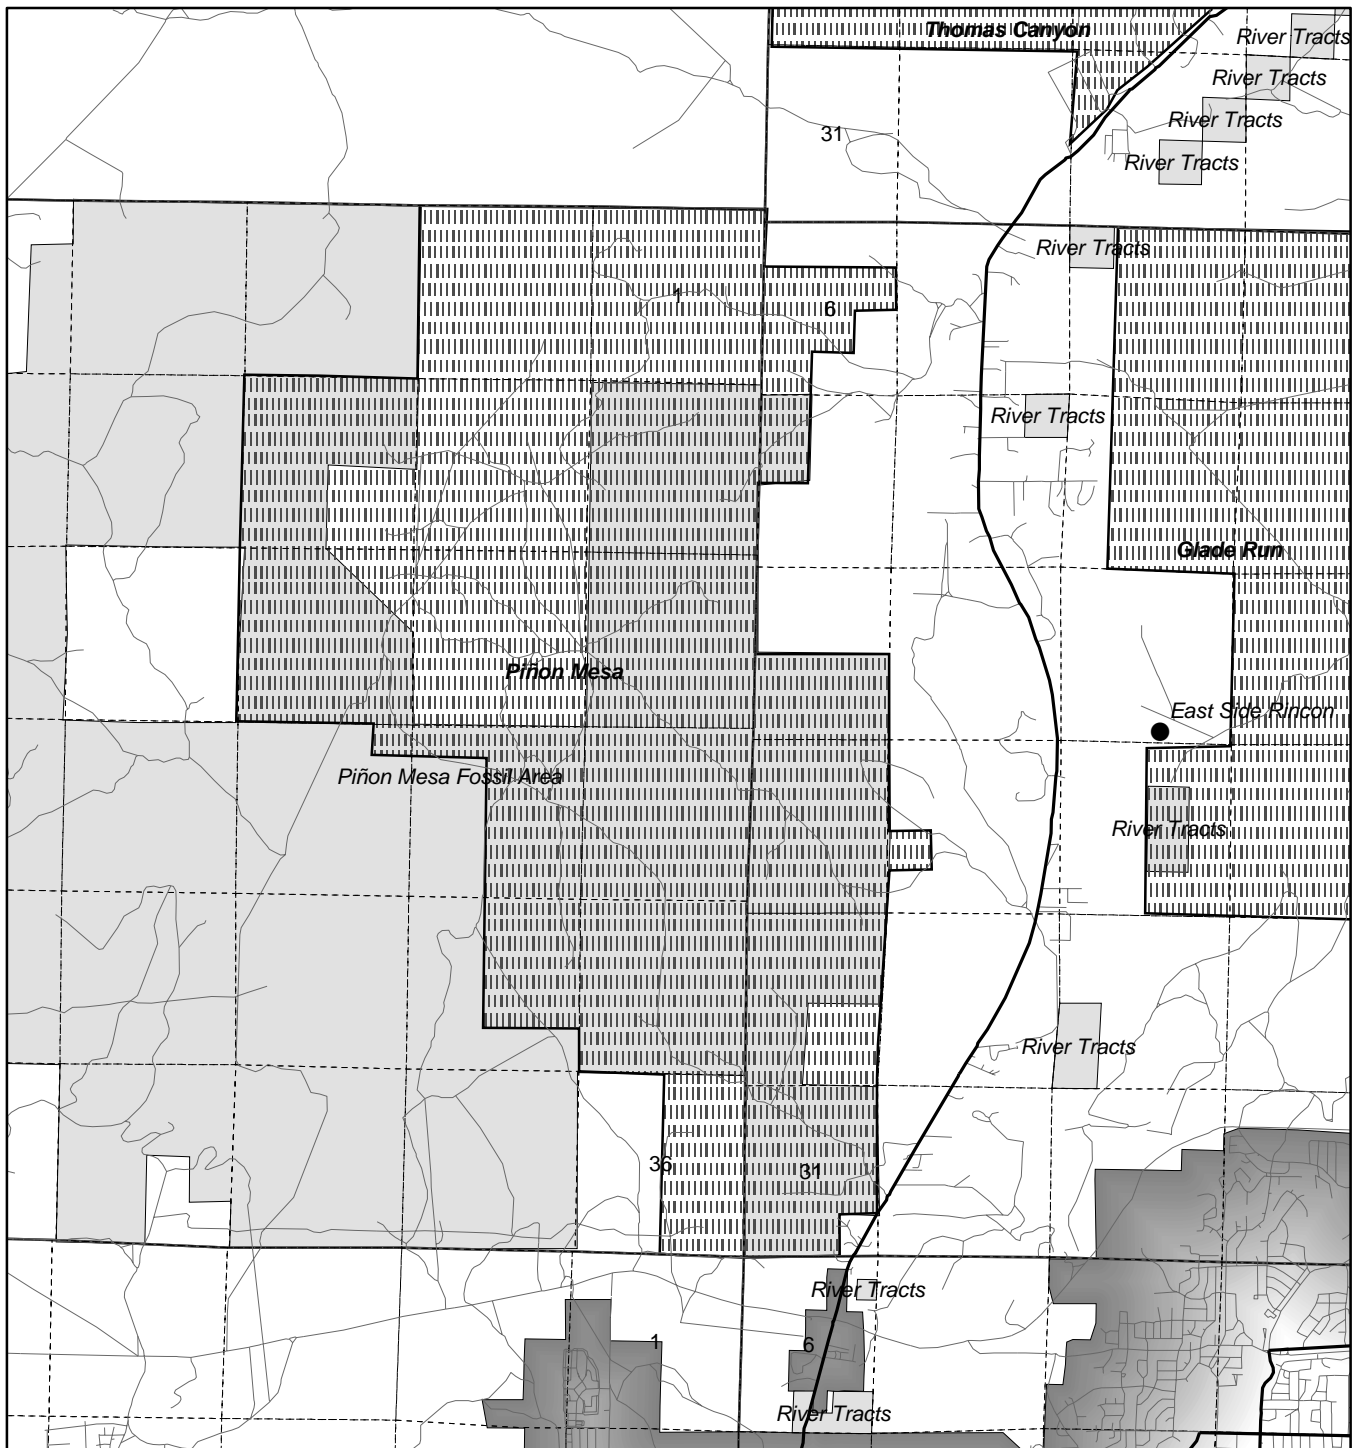 Thomas Canyon
River Tracts
River Tracts
River Tracts
31
River Tracts
River Tracts
1
6
River Tracts
Glade Run
Piñon Mesa
East Side Rincon
Piñon Mesa Fossil Area
River Tracts
River Tracts
36
31
River Tracts
1
6
River Tracts